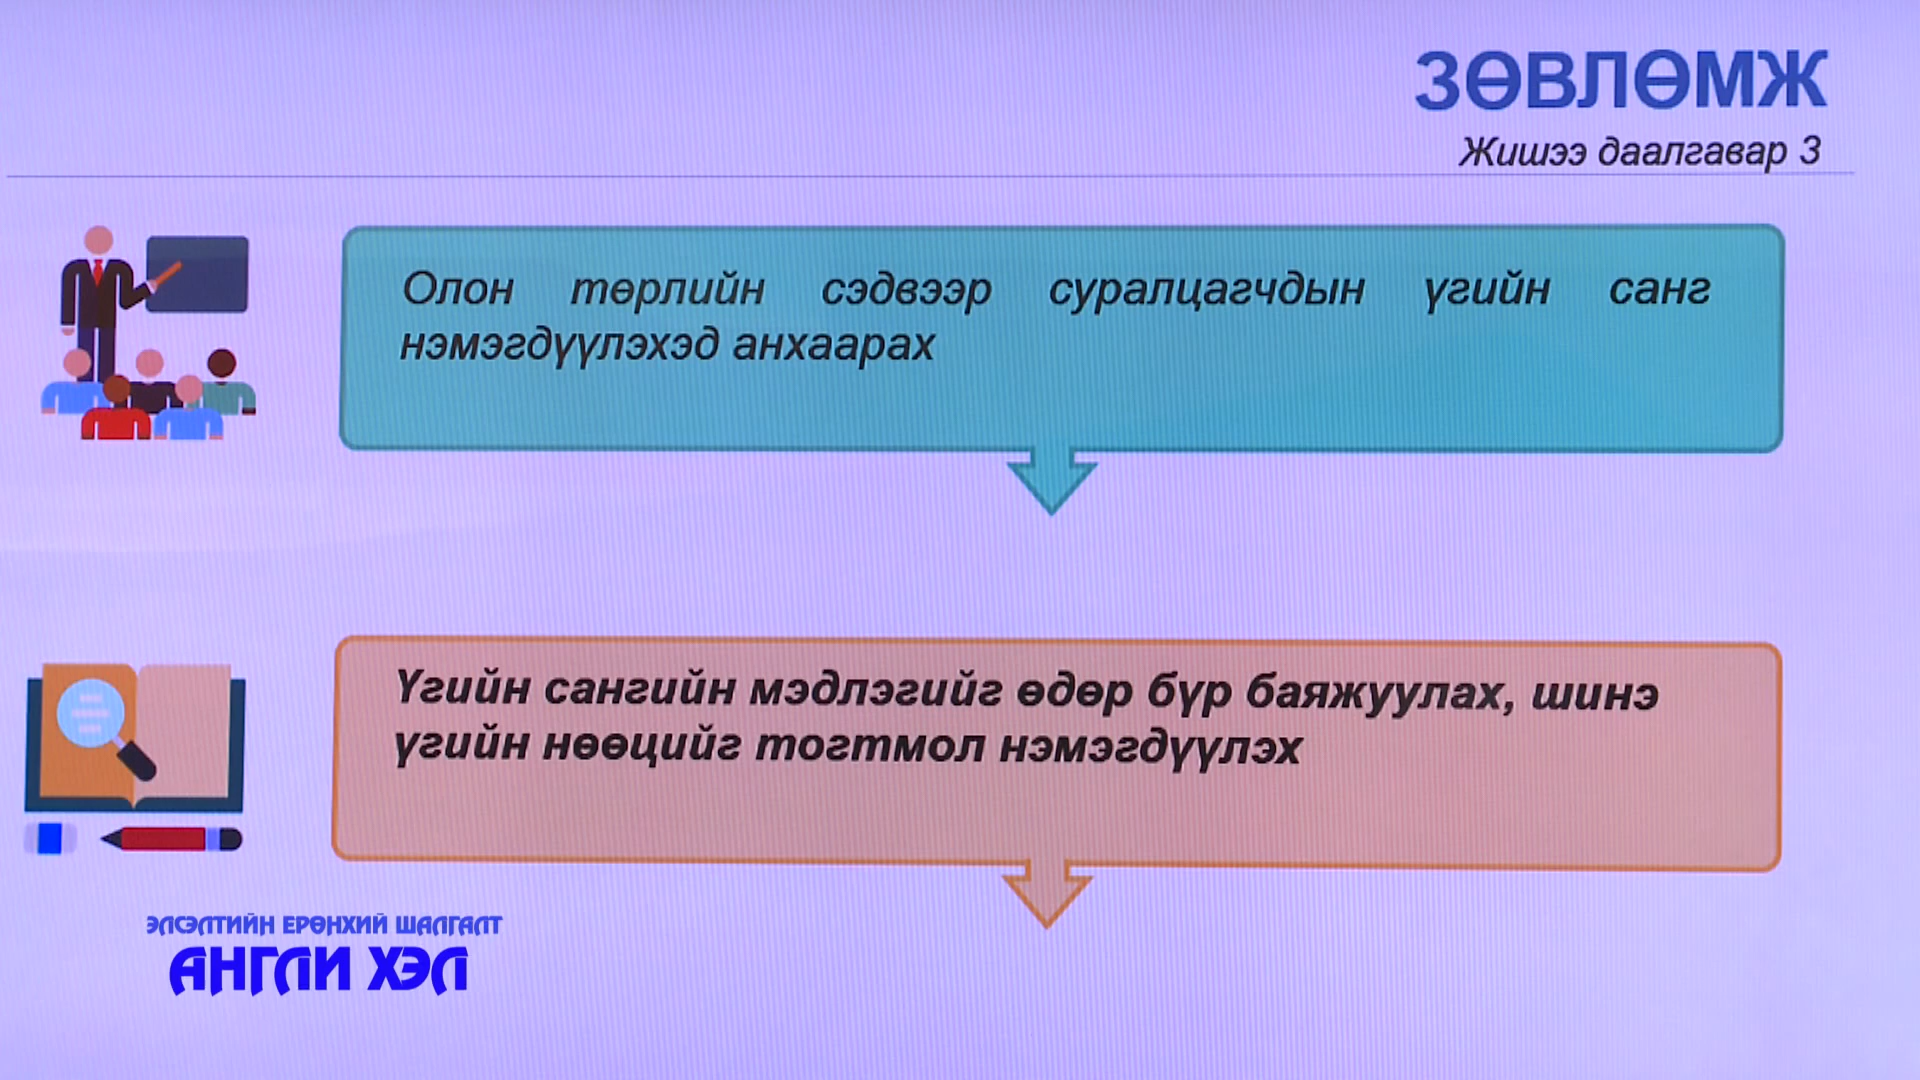 ЗӨВЛӨМЖ
Жишээ даалгавар 3
Олон төрлийн сэдвээр суралцагчдын үгийн санг
нэмэгдүүлэхэд анхаарах
Үгийн сангийн мэдлэгийг өдөр бүр баяжуулах, шинэ
үгийн нөөцийг тогтмол нэмэгдүүлэх
ЭЛСЭЛТИЙН ЕРӨНХИЙ ШАЛГАЛТ
АНГЛИ ХЭЛ